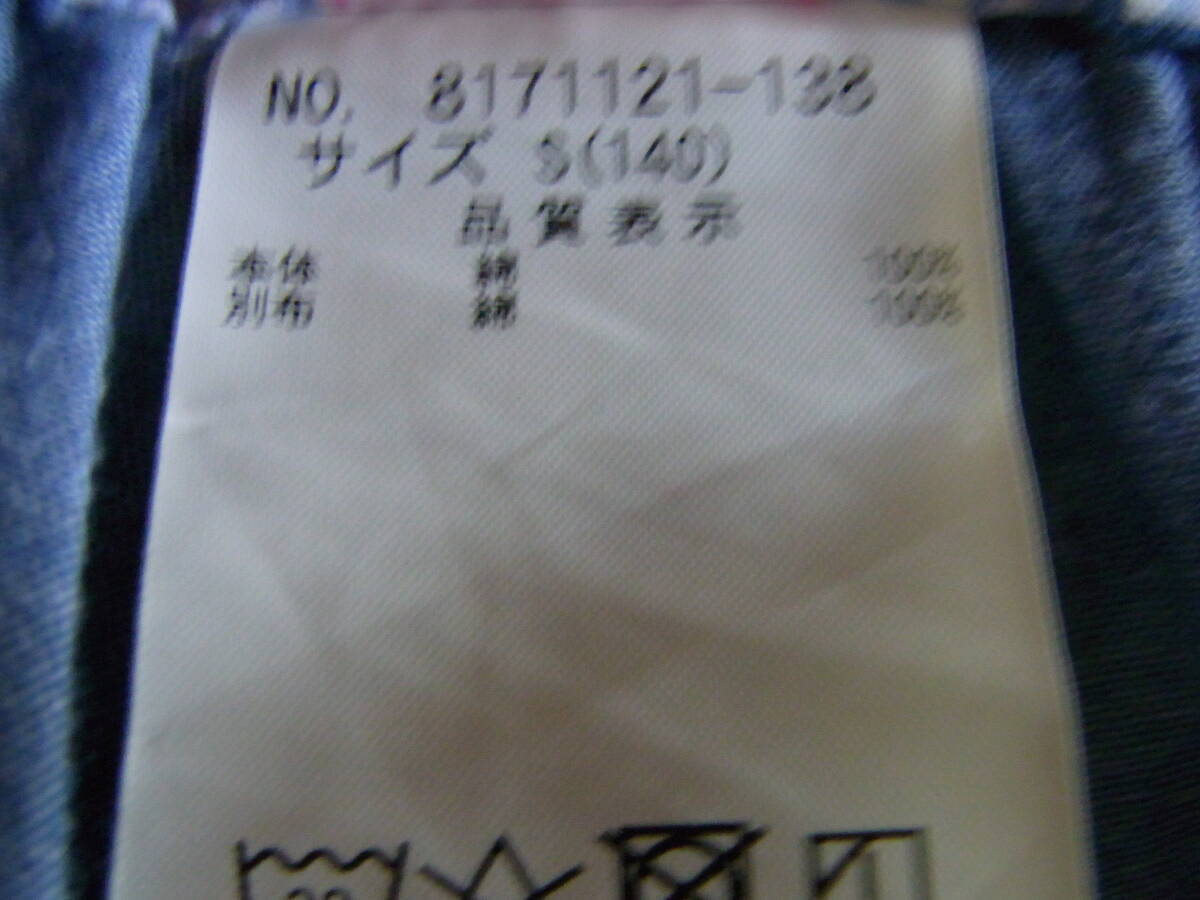 NO. 8171121-138
サイズ S(140)
品質表示
本体 綿 100%
別布 綿 100%